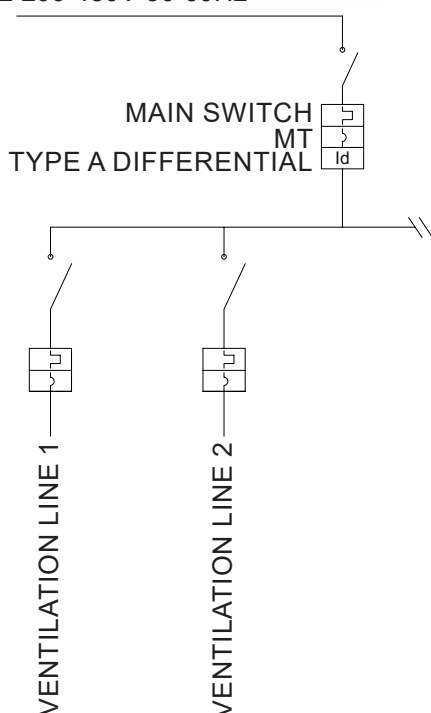 MAIN SWITCH
MT
TYPE A DIFFERENTIAL
Id
VENTILATION LINE 1
VENTILATION LINE 2